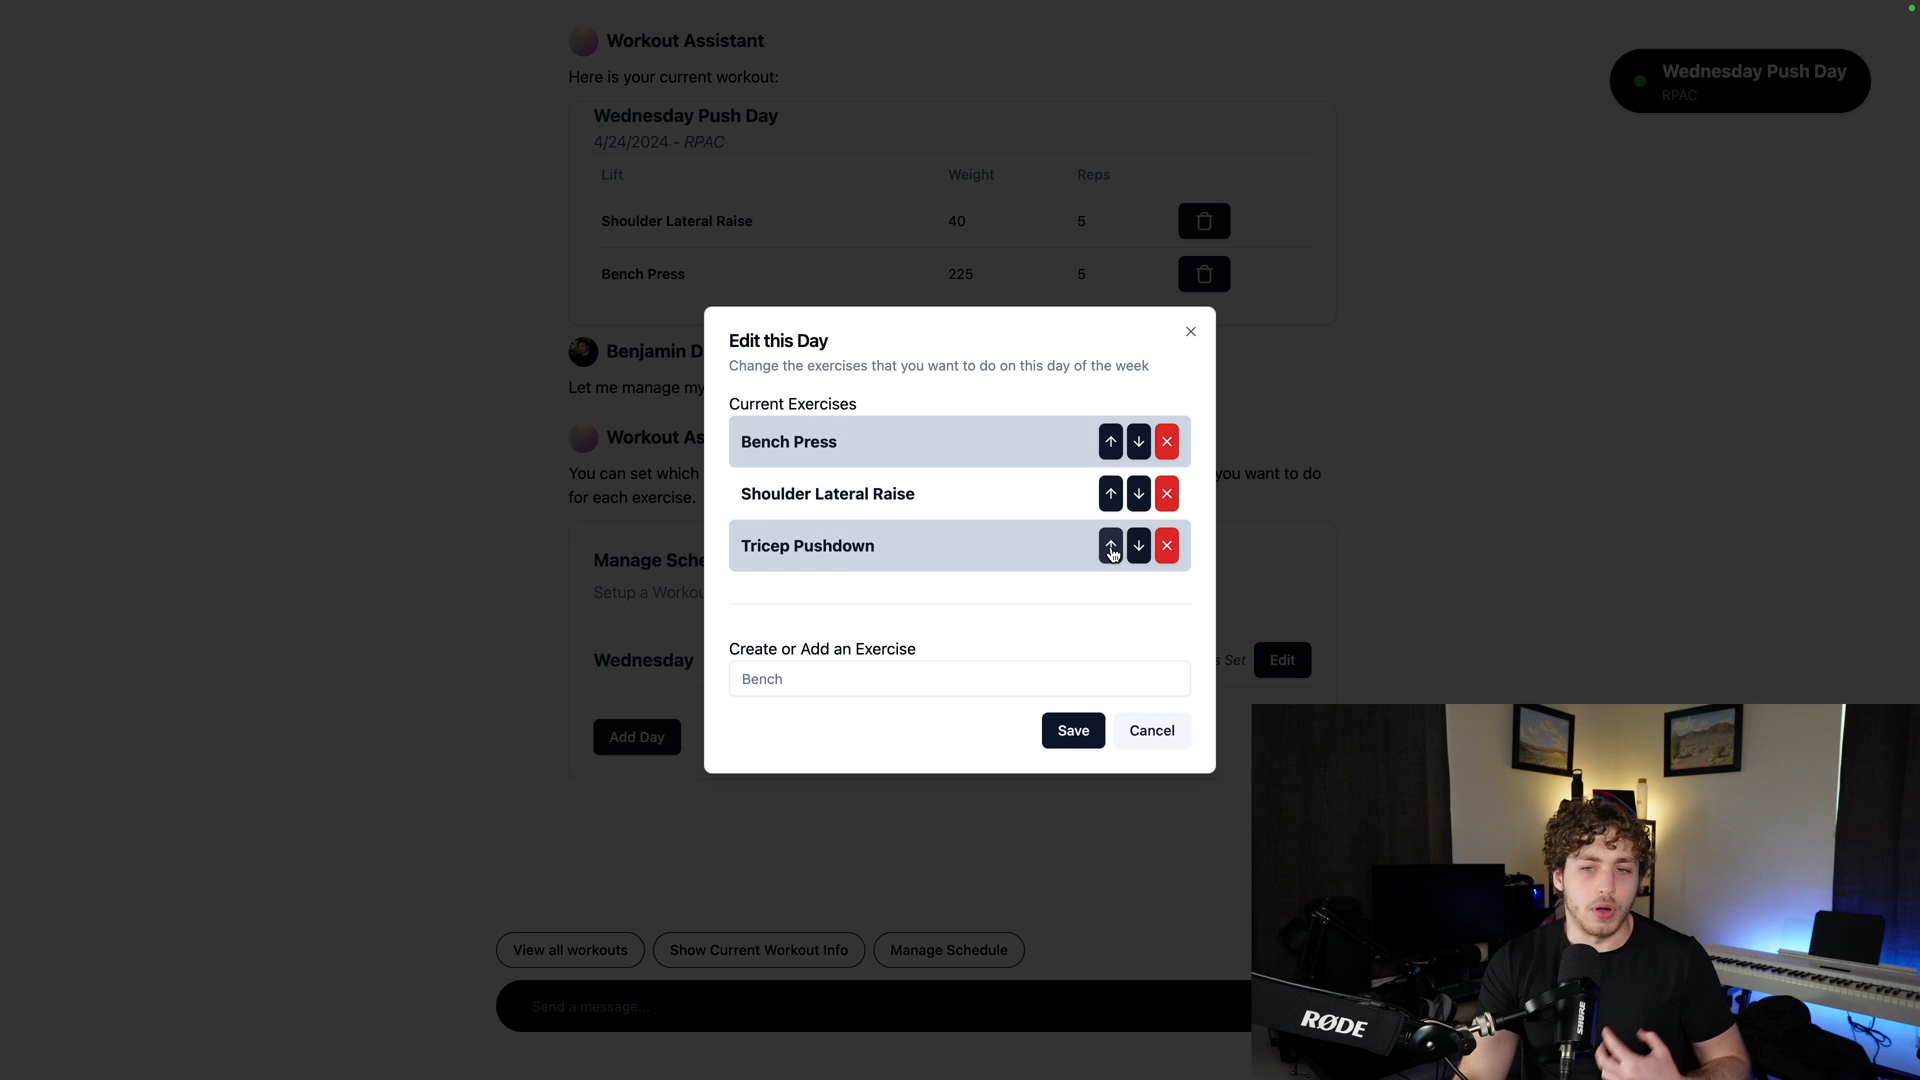 Workout Assistant
Here is your current workout:
Wednesday Push Day
RPAC
Wednesday Push Day
4/24/2024 - RPAC
Lift Weight Reps
Shoulder Lateral Raise 40 5
Bench Press 225 5
Benjamin D
Let me manage my
Workout As
You can set which you want to do
for each exercise.
Manage Sche
Setup a Workou
Wednesday s Set Edit
Add Day
Edit this Day
Change the exercises that you want to do on this day of the week
Current Exercises
Bench Press
Shoulder Lateral Raise
Tricep Pushdown
Create or Add an Exercise
Bench
Save Cancel
View all workouts Show Current Workout Info Manage Schedule
Send a message...
RØDE
SHURE